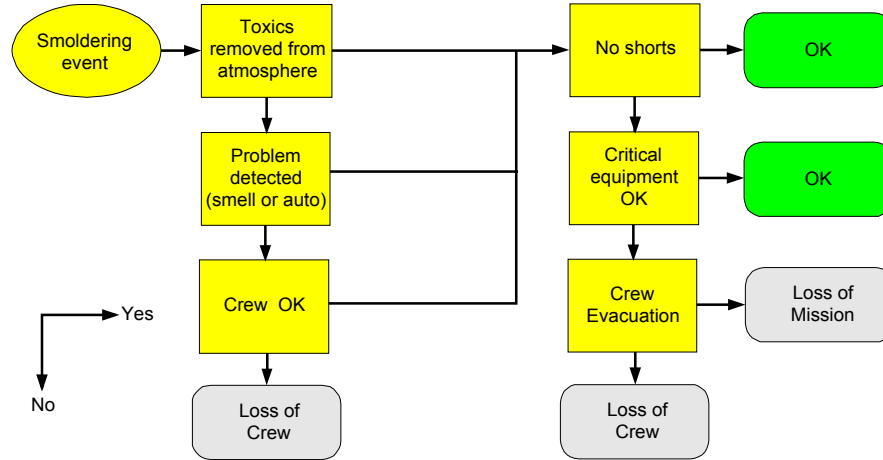 Smoldering
event
Toxics
removed from
atmosphere
No shorts
OK
Problem
detected
(smell or auto)
Critical
equipment
OK
OK
Crew OK
Crew
Evacuation
Loss of
Mission
Yes
No
Loss of
Crew
Loss of
Crew